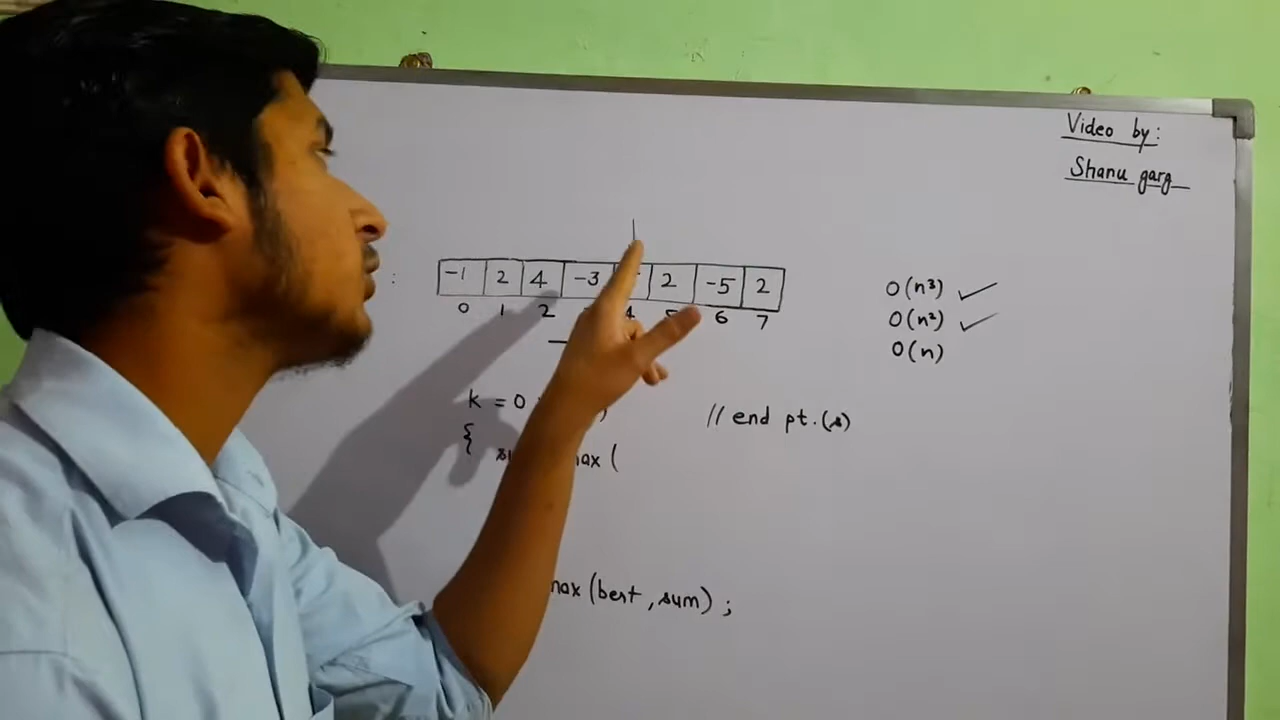 Video by:
Shanu garg
:
-1 2 4 -3 2 -5 2
0 1 2 4 6 7
O(n³) ✓
O(n²) ✓
O(n)
k = 0
// end pt.(s)
{
max (
max (best, sum) ;